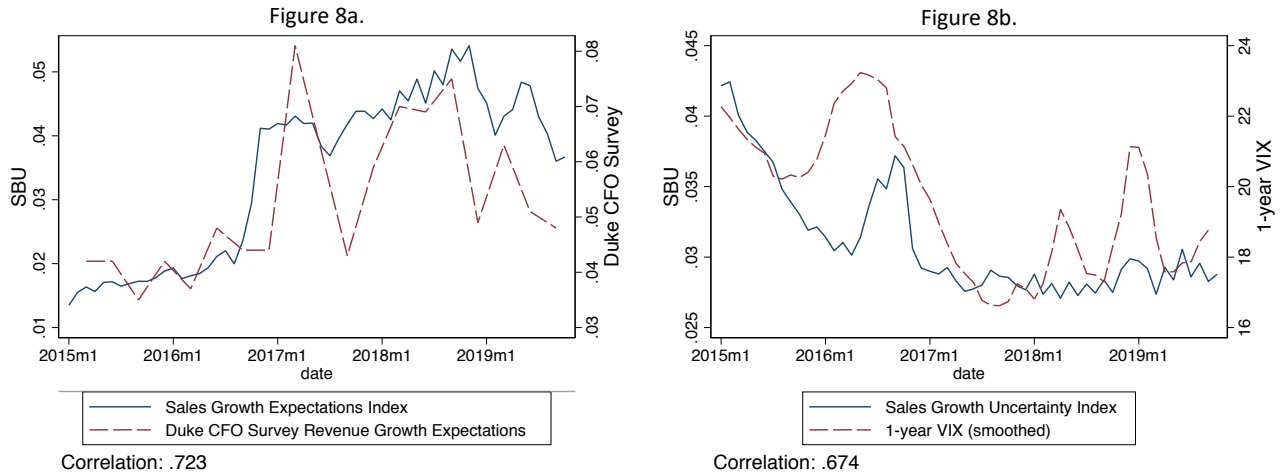 Figure 8a.
SBU
.01 .02 .03 .04 .05
Duke CFO Survey
.03 .04 .05 .06 .07 .08
2015m1 2016m1 2017m1 2018m1 2019m1
date
Sales Growth Expectations Index
Duke CFO Survey Revenue Growth Expectations
Correlation: .723
Figure 8b.
SBU
.025 .03 .035 .04 .045
1-year VIX
16 18 20 22 24
2015m1 2016m1 2017m1 2018m1 2019m1
date
Sales Growth Uncertainty Index
1-year VIX (smoothed)
Correlation: .674